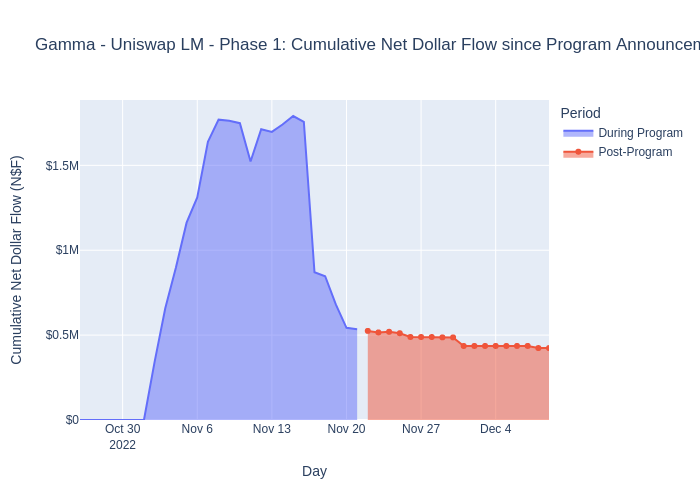 Gamma - Uniswap LM - Phase 1: Cumulative Net Dollar Flow since Program Announcem
Period
During Program
Post-Program
Cumulative Net Dollar Flow (N$F)
$1.5M
$1M
$0.5M
$0
Oct 30
2022
Nov 6
Nov 13
Nov 20
Nov 27
Dec 4
Day